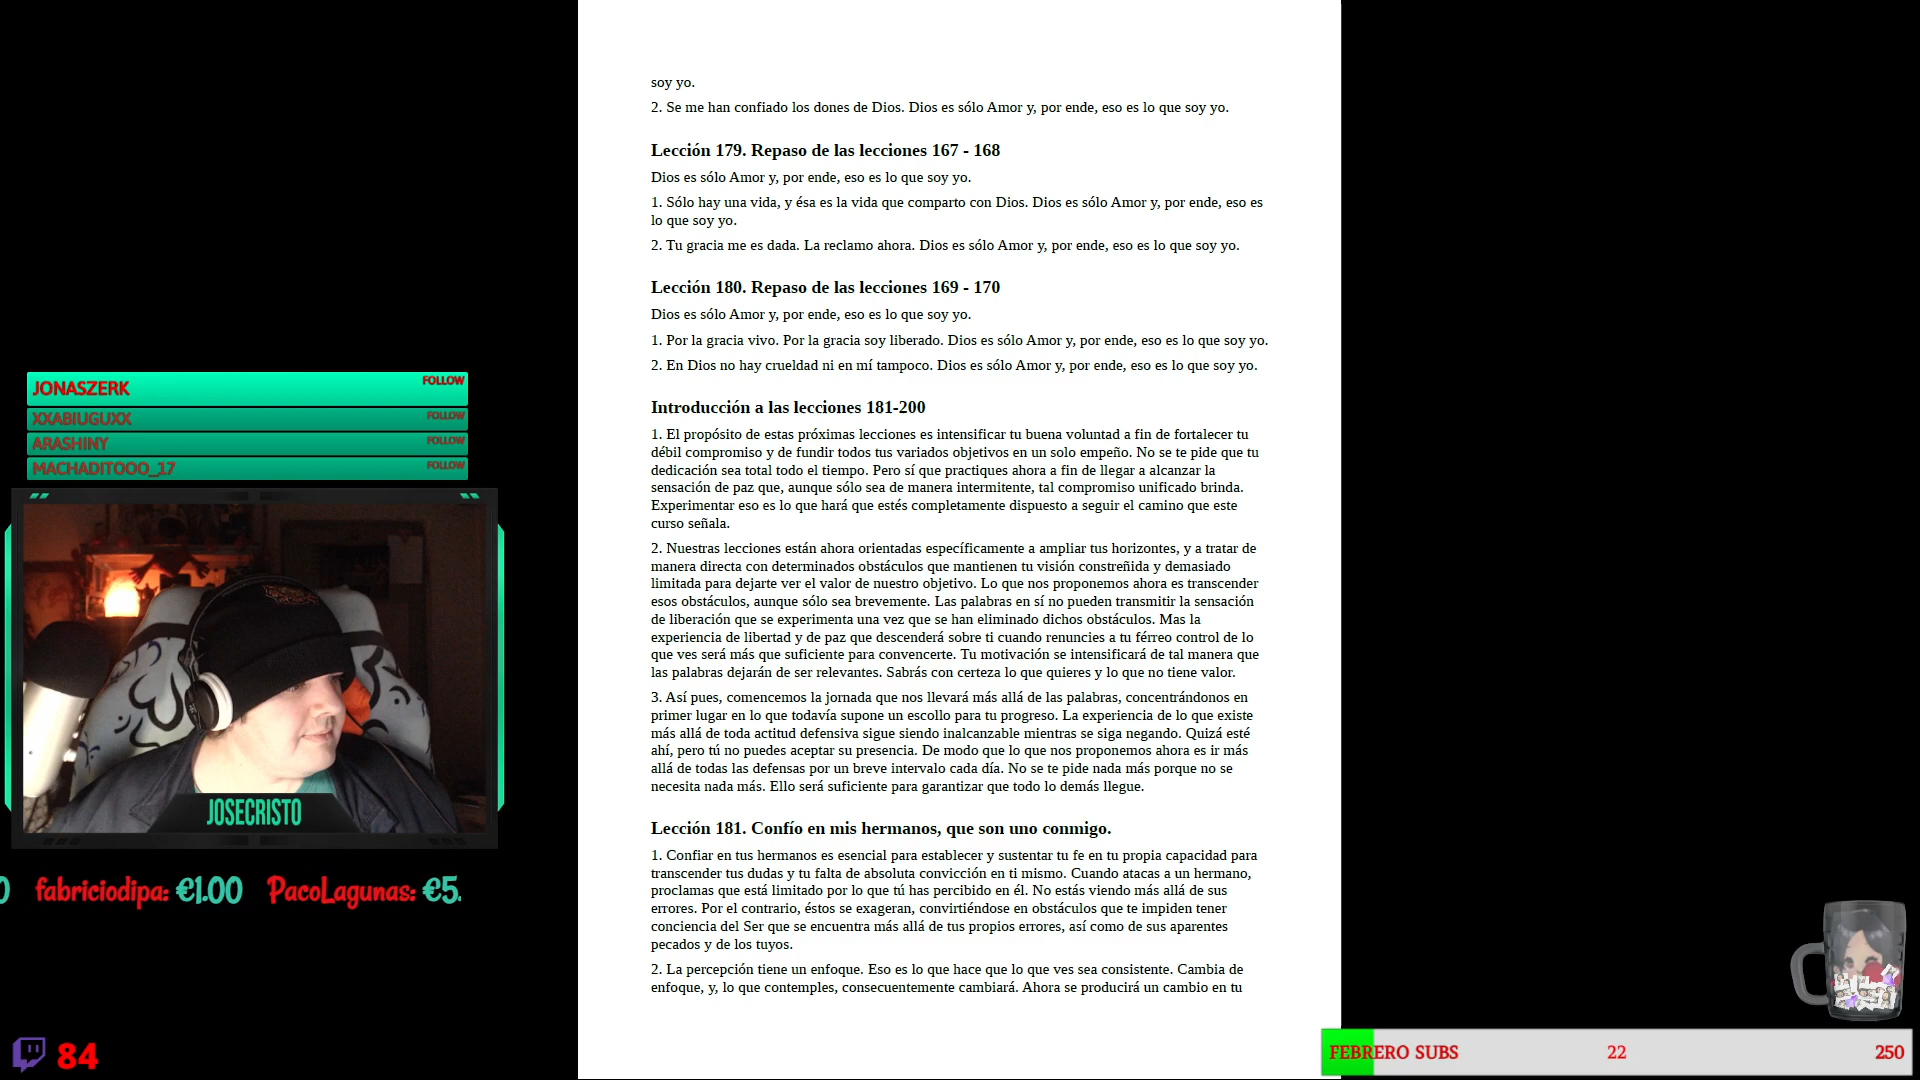 soy yo.
2. Se me han confiado los dones de Dios. Dios es sólo Amor y, por ende, eso es lo que soy yo.
Lección 179. Repaso de las lecciones 167 - 168
Dios es sólo Amor y, por ende, eso es lo que soy yo.
1. Sólo hay una vida, y ésa es la vida que comparto con Dios. Dios es sólo Amor y, por ende, eso es
lo que soy yo.
2. Tu gracia me es dada. La reclamo ahora. Dios es sólo Amor y, por ende, eso es lo que soy yo.
Lección 180. Repaso de las lecciones 169 - 170
Dios es sólo Amor y, por ende, eso es lo que soy yo.
1. Por la gracia vivo. Por la gracia soy liberado. Dios es sólo Amor y, por ende, eso es lo que soy yo.
2. En Dios no hay crueldad ni en mí tampoco. Dios es sólo Amor y, por ende, eso es lo que soy yo.
Introducción a las lecciones 181-200
1. El propósito de estas próximas lecciones es intensificar tu buena voluntad a fin de fortalecer tu
débil compromiso y de fundir todos tus variados objetivos en un solo empeño. No se te pide que tu
dedicación sea total todo el tiempo. Pero sí que practiques ahora a fin de llegar a alcanzar la
sensación de paz que, aunque sólo sea de manera intermitente, tal compromiso unificado brinda.
Experimentar eso es lo que hará que estés completamente dispuesto a seguir el camino que este
curso señala.
2. Nuestras lecciones están ahora orientadas específicamente a ampliar tus horizontes, y a tratar de
manera directa con determinados obstáculos que mantienen tu visión constreñida y demasiado
limitada para dejarte ver el valor de nuestro objetivo. Lo que nos proponemos ahora es transcender
esos obstáculos, aunque sólo sea brevemente. Las palabras en sí no pueden transmitir la sensación
de liberación que se experimenta una vez que se han eliminado dichos obstáculos. Mas la
experiencia de libertad y de paz que descenderá sobre ti cuando renuncies a tu férreo control de lo
que ves será más que suficiente para convencerte. Tu motivación se intensificará de tal manera que
las palabras dejarán de ser relevantes. Sabrás con certeza lo que quieres y lo que no tiene valor.
3. Así pues, comencemos la jornada que nos llevará más allá de las palabras, concentrándonos en
primer lugar en lo que todavía supone un escollo para tu progreso. La experiencia de lo que existe
más allá de toda actitud defensiva sigue siendo inalcanzable mientras se siga negando. Quizá esté
ahí, pero tú no puedes aceptar su presencia. De modo que lo que nos proponemos ahora es ir más
allá de todas las defensas por un breve intervalo cada día. No se te pide nada más porque no se
necesita nada más. Ello será suficiente para garantizar que todo lo demás llegue.
Lección 181. Confío en mis hermanos, que son uno conmigo.
1. Confiar en tus hermanos es esencial para establecer y sustentar tu fe en tu propia capacidad para
transcender tus dudas y tu falta de absoluta convicción en ti mismo. Cuando atacas a un hermano,
proclamas que está limitado por lo que tú has percibido en él. No estás viendo más allá de sus
errores. Por el contrario, éstos se exageran, convirtiéndose en obstáculos que te impiden tener
conciencia del Ser que se encuentra más allá de tus propios errores, así como de sus aparentes
pecados y de los tuyos.
2. La percepción tiene un enfoque. Eso es lo que hace que lo que ves sea consistente. Cambia de
enfoque, y, lo que contemples, consecuentemente cambiará. Ahora se producirá un cambio en tu
JONASZERK FOLLOW
XXABIUGUXX FOLLOW
ARASHINY FOLLOW
MACHADITOOO_17 FOLLOW
JOSECRISTO
0 fabriciodipa: €1.00 PacoLagunas: €5.
84
FEBRERO SUBS 22 250